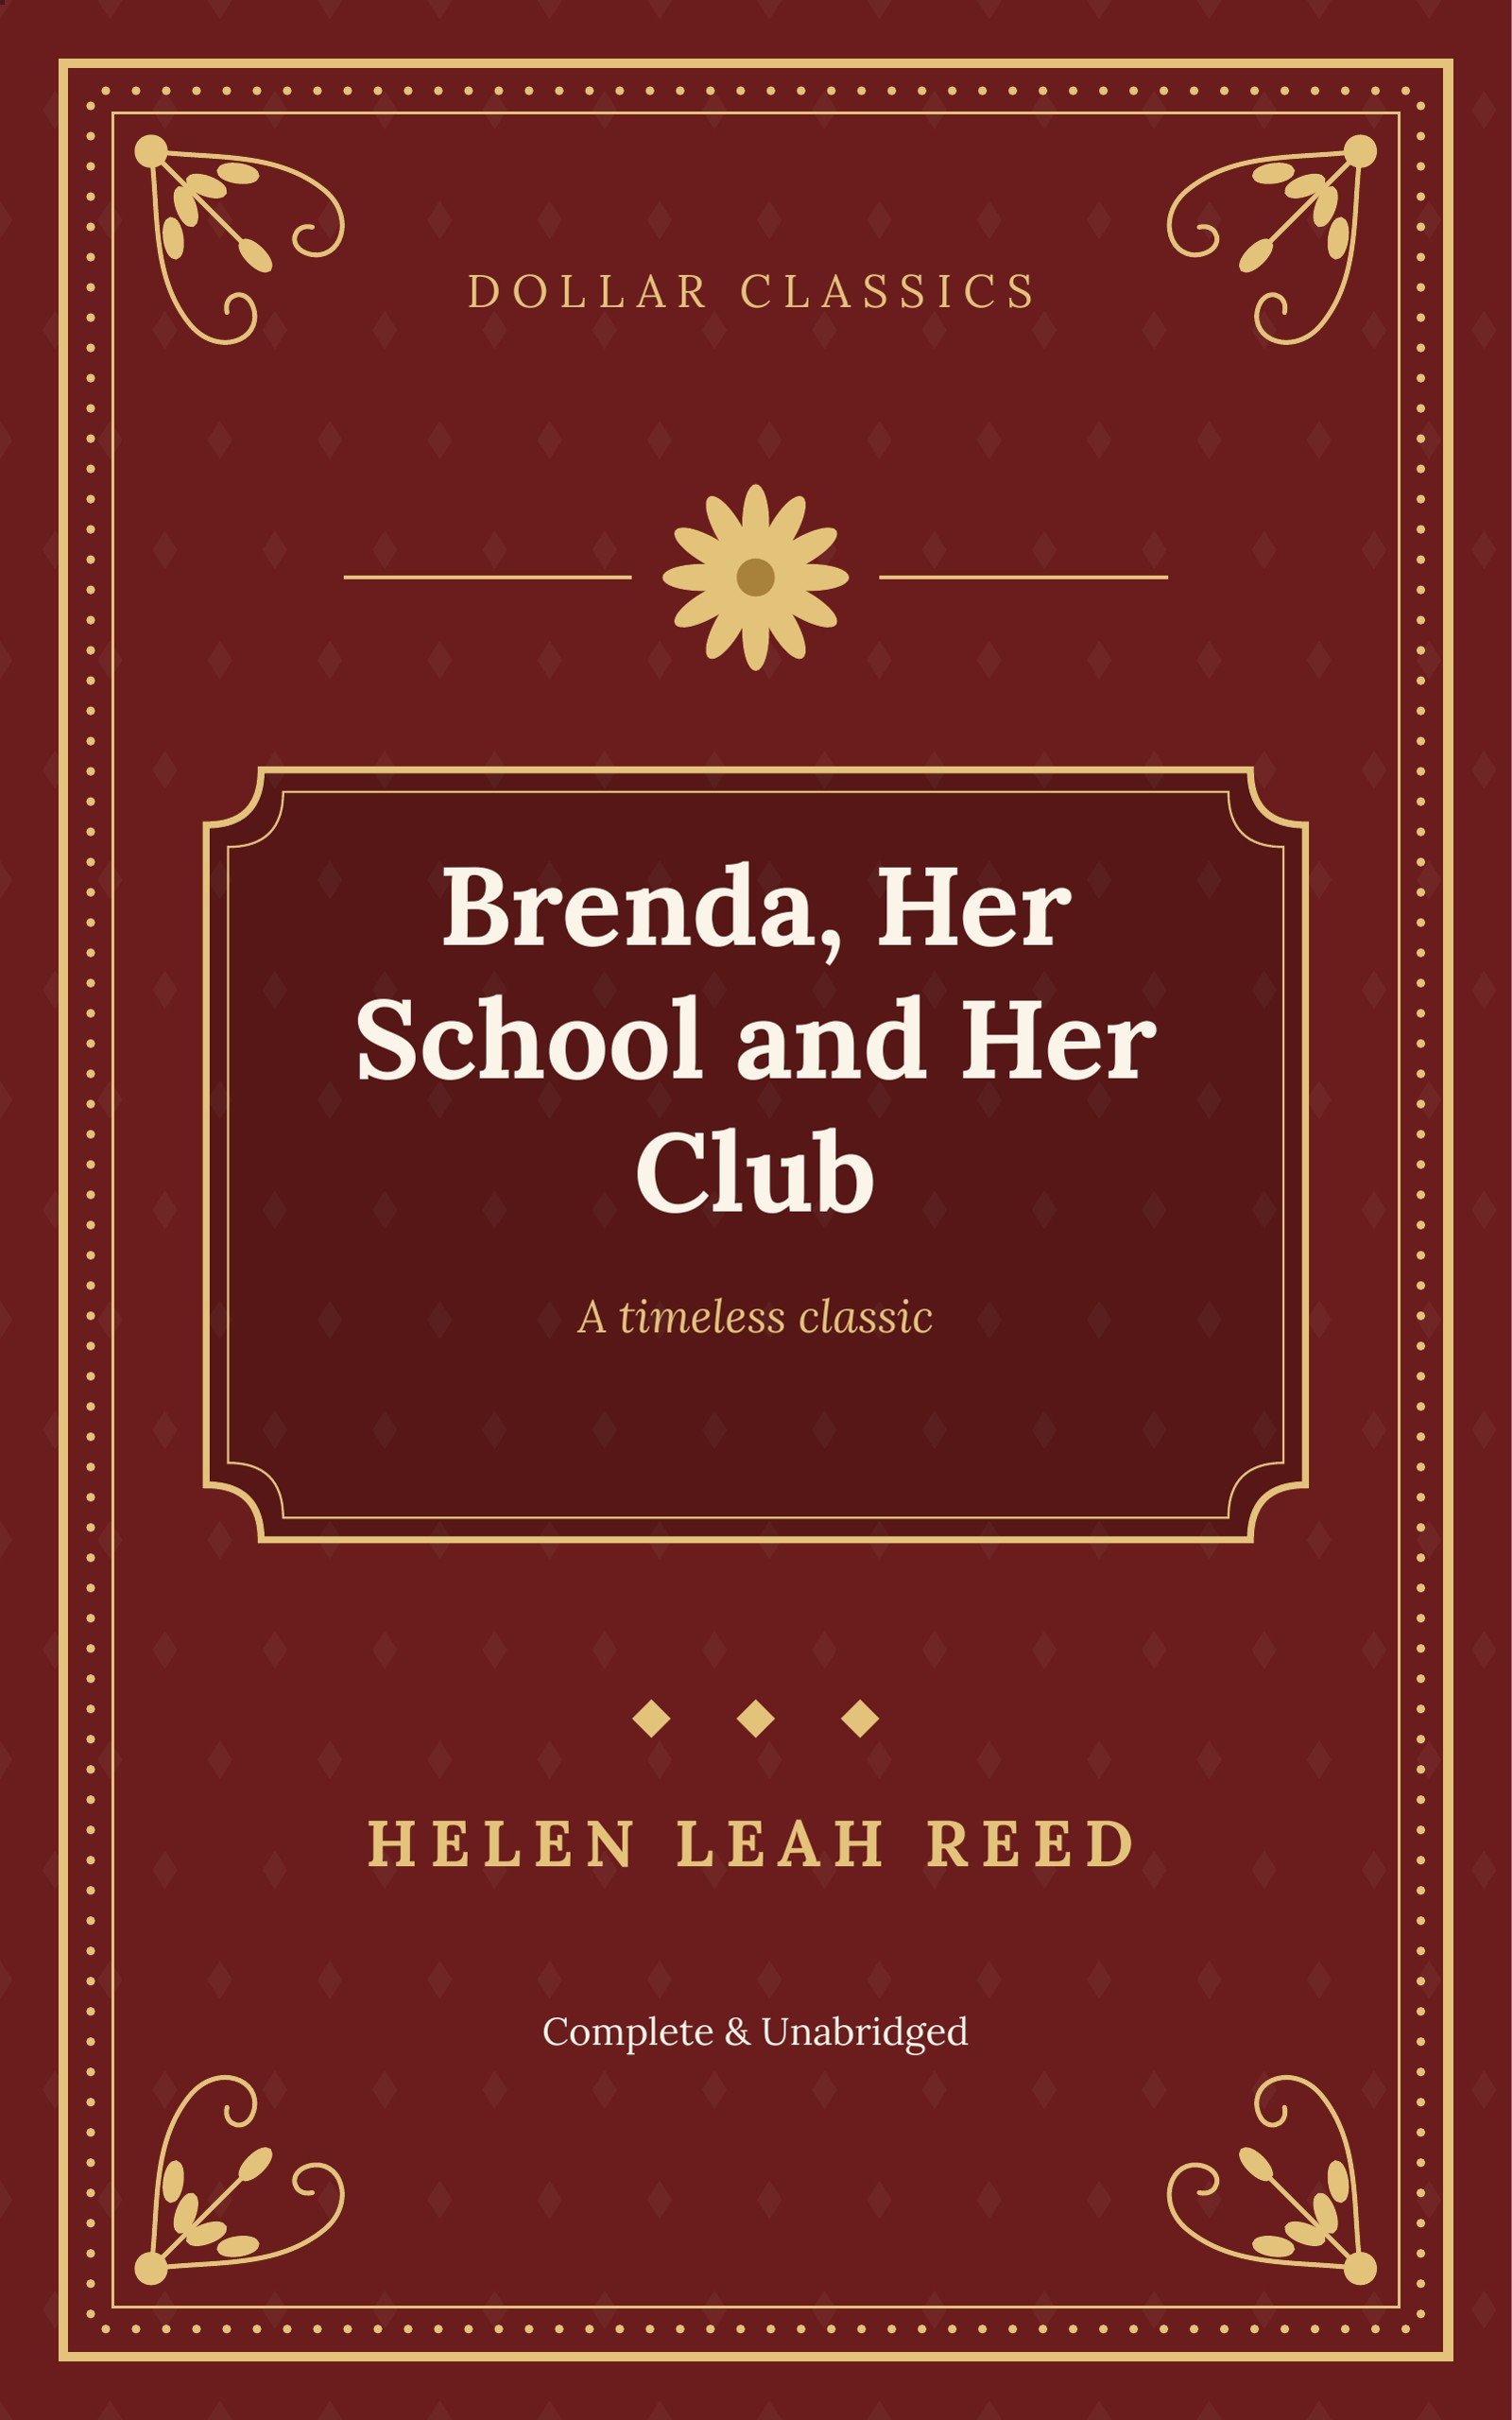 DOLLAR CLASSICS
Brenda, Her
School and Her
Club
A timeless classic
HELEN LEAH REED
Complete & Unabridged